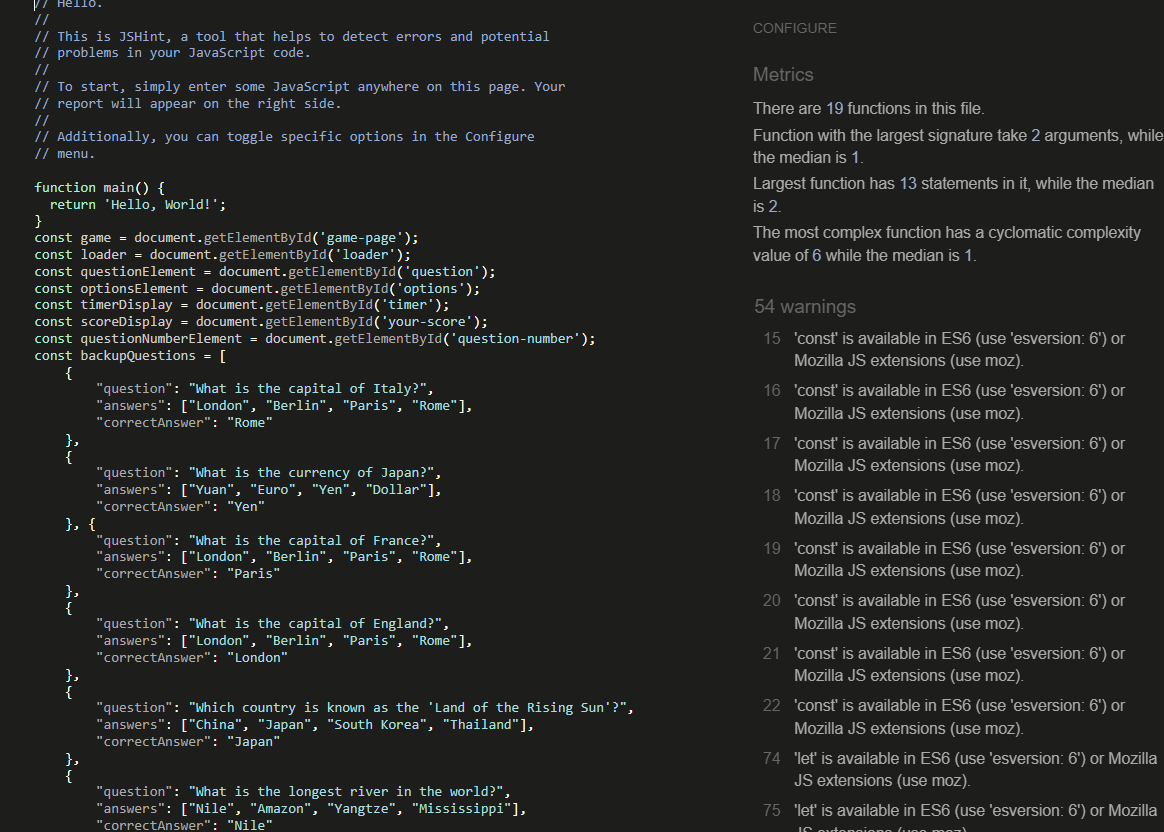 // Hello.
//
// This is JSHint, a tool that helps to detect errors and potential
// problems in your JavaScript code.
//
// To start, simply enter some JavaScript anywhere on this page. Your
// report will appear on the right side.
//
// Additionally, you can toggle specific options in the Configure
// menu.
function main() {
return 'Hello, World!';
}
const game = document.getElementById('game-page');
const loader = document.getElementById('loader');
const questionElement = document.getElementById('question');
const optionsElement = document.getElementById('options');
const timerDisplay = document.getElementById('timer');
const scoreDisplay = document.getElementById('your-score');
const questionNumberElement = document.getElementById('question-number');
const backupQuestions = [
{
"question": "What is the capital of Italy?",
"answers": ["London", "Berlin", "Paris", "Rome"],
"correctAnswer": "Rome"
},
{
"question": "What is the currency of Japan?",
"answers": ["Yuan", "Euro", "Yen", "Dollar"],
"correctAnswer": "Yen"
}, {
"question": "What is the capital of France?",
"answers": ["London", "Berlin", "Paris", "Rome"],
"correctAnswer": "Paris"
},
{
"question": "What is the capital of England?",
"answers": ["London", "Berlin", "Paris", "Rome"],
"correctAnswer": "London"
},
{
"question": "Which country is known as the 'Land of the Rising Sun'?",
"answers": ["China", "Japan", "South Korea", "Thailand"],
"correctAnswer": "Japan"
},
{
"question": "What is the longest river in the world?",
"answers": ["Nile", "Amazon", "Yangtze", "Mississippi"],
"correctAnswer": "Nile"
CONFIGURE
Metrics
There are 19 functions in this file.
Function with the largest signature take 2 arguments, while
the median is 1.
Largest function has 13 statements in it, while the median
is 2.
The most complex function has a cyclomatic complexity
value of 6 while the median is 1.
54 warnings
15 'const' is available in ES6 (use 'esversion: 6') or
Mozilla JS extensions (use moz).
16 'const' is available in ES6 (use 'esversion: 6') or
Mozilla JS extensions (use moz).
17 'const' is available in ES6 (use 'esversion: 6') or
Mozilla JS extensions (use moz).
18 'const' is available in ES6 (use 'esversion: 6') or
Mozilla JS extensions (use moz).
19 'const' is available in ES6 (use 'esversion: 6') or
Mozilla JS extensions (use moz).
20 'const' is available in ES6 (use 'esversion: 6') or
Mozilla JS extensions (use moz).
21 'const' is available in ES6 (use 'esversion: 6') or
Mozilla JS extensions (use moz).
22 'const' is available in ES6 (use 'esversion: 6') or
Mozilla JS extensions (use moz).
74 'let' is available in ES6 (use 'esversion: 6') or Mozilla
JS extensions (use moz).
75 'let' is available in ES6 (use 'esversion: 6') or Mozilla
JS extensions (use moz).